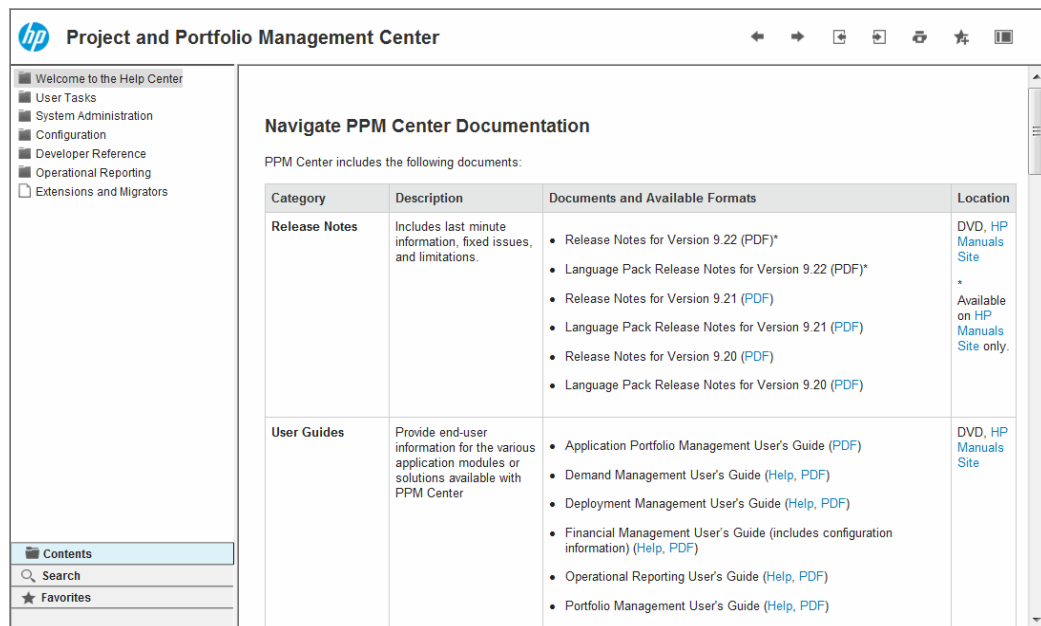 hp Project and Portfolio Management Center
Welcome to the Help Center
User Tasks
System Administration
Configuration
Developer Reference
Operational Reporting
Extensions and Migrators
Contents
Search
Favorites
Navigate PPM Center Documentation
PPM Center includes the following documents:
Category Description Documents and Available Formats Location
Release Notes
Includes last minute
information, fixed issues,
and limitations.
• Release Notes for Version 9.22 (PDF)*
• Language Pack Release Notes for Version 9.22 (PDF)*
• Release Notes for Version 9.21 (PDF)
• Language Pack Release Notes for Version 9.21 (PDF)
• Release Notes for Version 9.20 (PDF)
• Language Pack Release Notes for Version 9.20 (PDF)
DVD, HP
Manuals
Site
*
Available
on HP
Manuals
Site only.
User Guides
Provide end-user
information for the various
application modules or
solutions available with
PPM Center
• Application Portfolio Management User's Guide (PDF)
• Demand Management User's Guide (Help, PDF)
• Deployment Management User's Guide (Help, PDF)
• Financial Management User's Guide (includes configuration
information) (Help, PDF)
• Operational Reporting User's Guide (Help, PDF)
• Portfolio Management User's Guide (Help, PDF)
DVD, HP
Manuals
Site